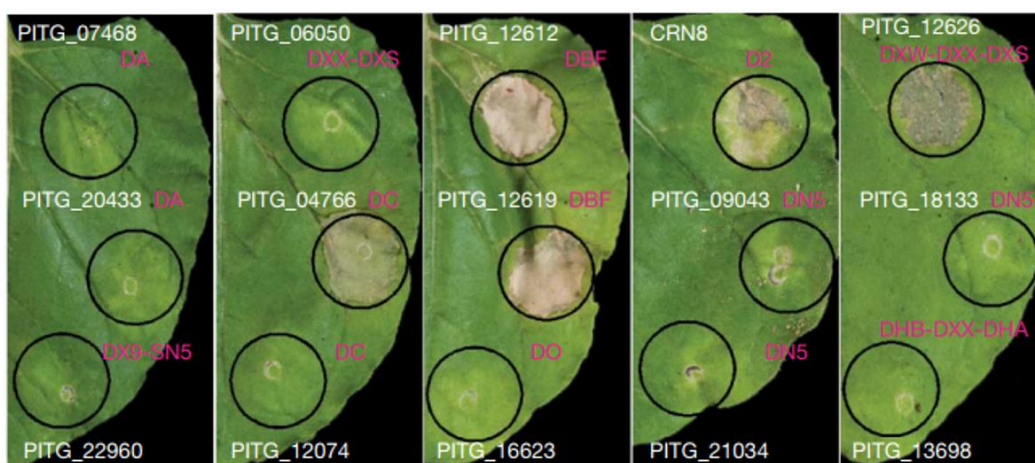 PITG_07468
DA
PITG_20433 DA
DX9-SN5
PITG_22960
PITG_06050
DXX-DXS
PITG_04766 DC
DC
PITG_12074
PITG_12612
DBF
PITG_12619 DBF
DO
PITG_16623
CRN8
D2
PITG_09043 DN5
DN5
PITG_21034
PITG_12626
DXW-DXX-DXS
PITG_18133 DN5
DHB-DXX-DHA
PITG_13698